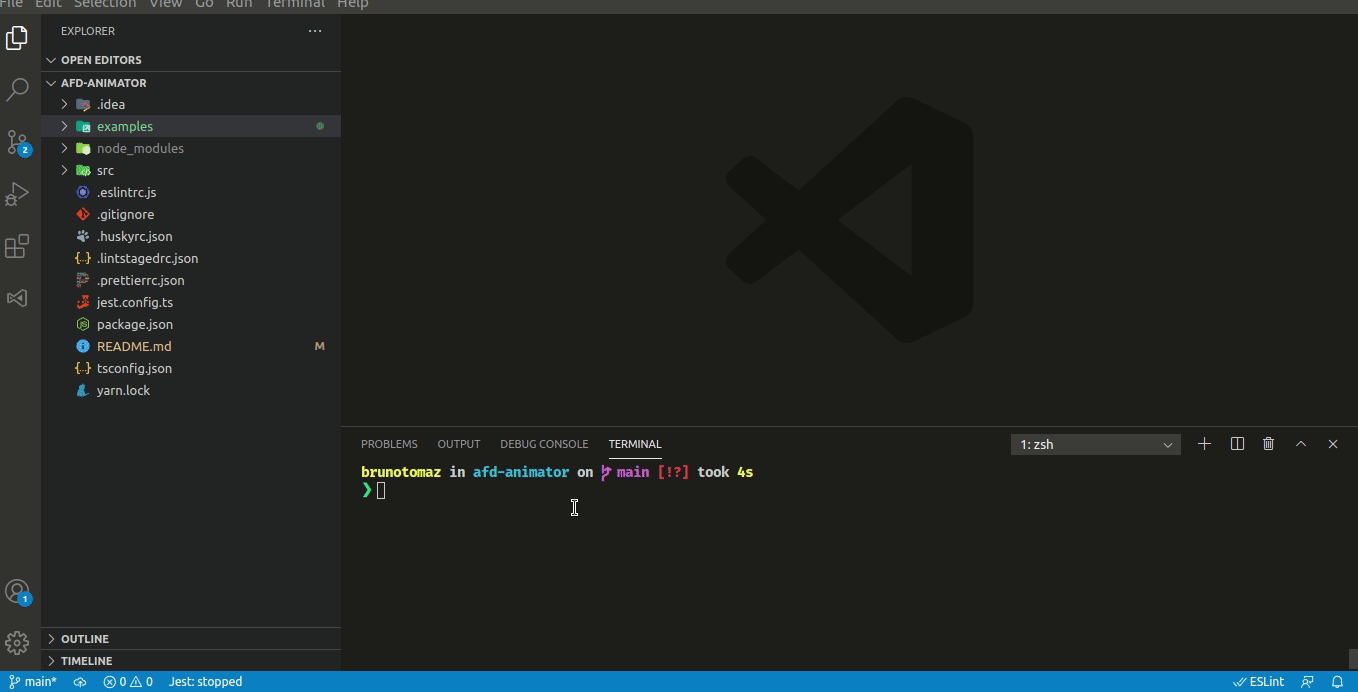 File Edit Selection View Go Run Terminal Help
EXPLORER
OPEN EDITORS
AFD-ANIMATOR
.idea
examples
node_modules
src
.eslintrc.js
.gitignore
.huskyrc.json
.lintstagedrc.json
.prettierrc.json
jest.config.ts
package.json
README.md M
tsconfig.json
yarn.lock
OUTLINE
TIMELINE
2
1
PROBLEMS OUTPUT DEBUG CONSOLE TERMINAL 1: zsh
brunotomaz in afd-animator on main [!?] took 4s
❯
main* 0 0 Jest: stopped ESLint